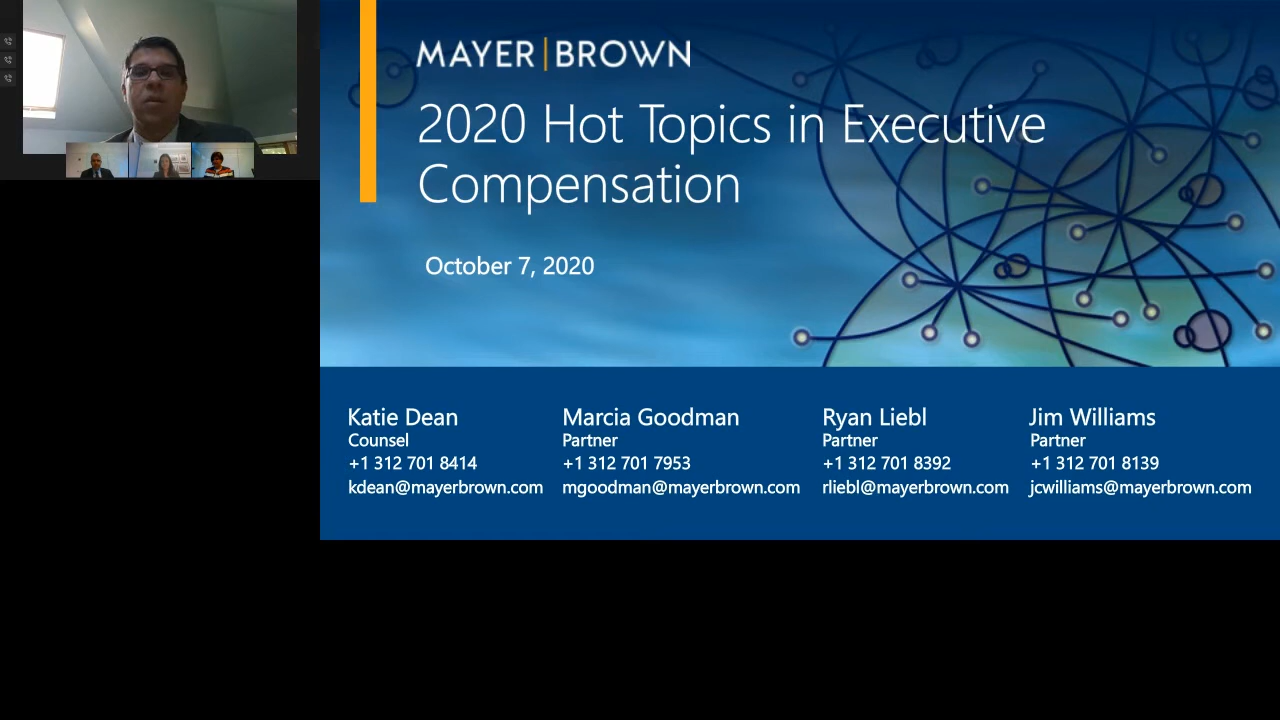 MAYER|BROWN
2020 Hot Topics in Executive
Compensation
October 7, 2020
Katie Dean
Counsel
+1 312 701 8414
kdean@mayerbrown.com
Marcia Goodman
Partner
+1 312 701 7953
mgoodman@mayerbrown.com
Ryan Liebl
Partner
+1 312 701 8392
rliebl@mayerbrown.com
Jim Williams
Partner
+1 312 701 8139
jcwilliams@mayerbrown.com